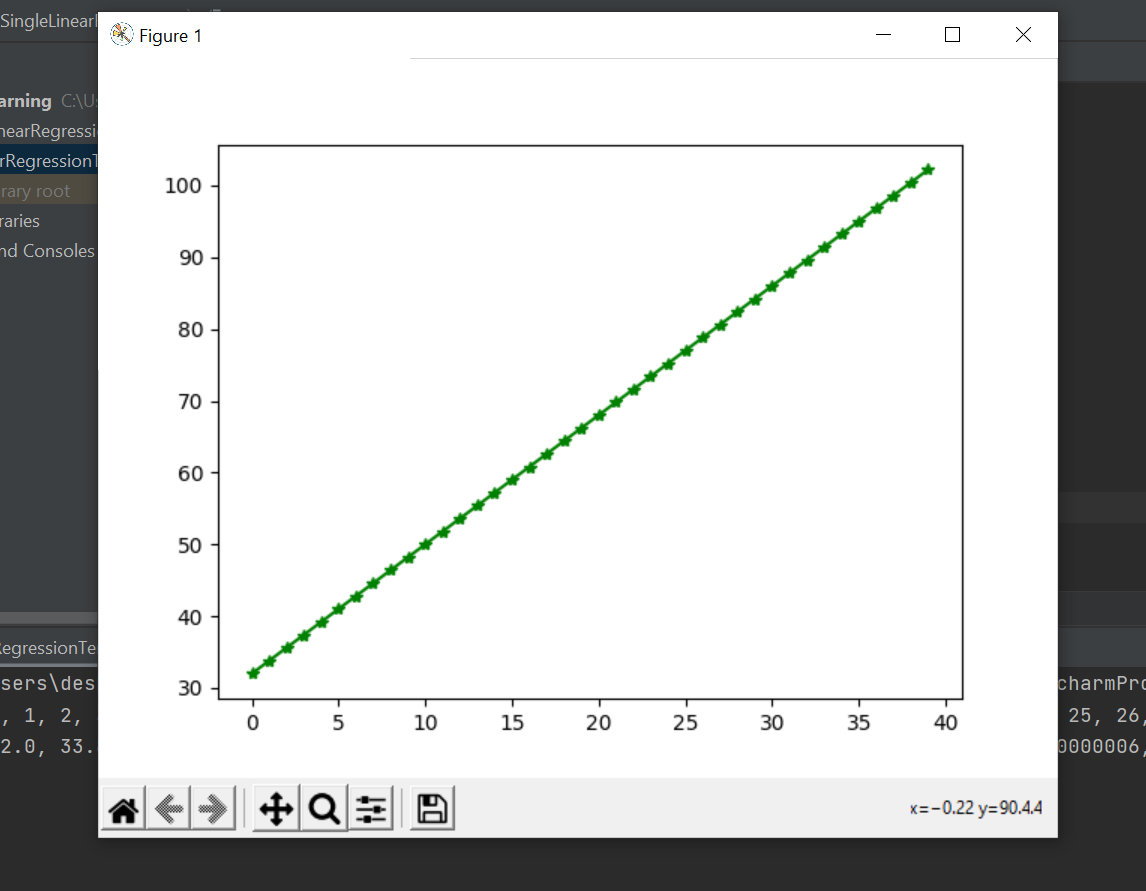 SingleLinearl
Figure 1
arning C:\Us
nearRegressi
rRegressionT
rary root
raries
nd Consoles
100
90
80
70
60
50
40
30
0 5 10 15 20 25 30 35 40
RegressionTe
sers\des charmPro
, 1, 2, 25, 26,
2.0, 33. 0000006,
x=-0.22 y=90.4.4